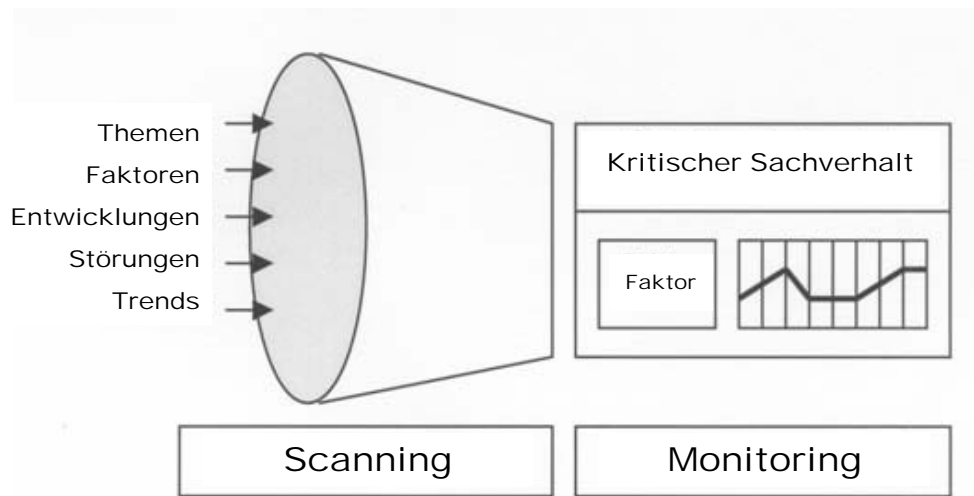 Themen
Faktoren
Entwicklungen
Störungen
Trends
Kritischer Sachverhalt
Faktor
Scanning
Monitoring